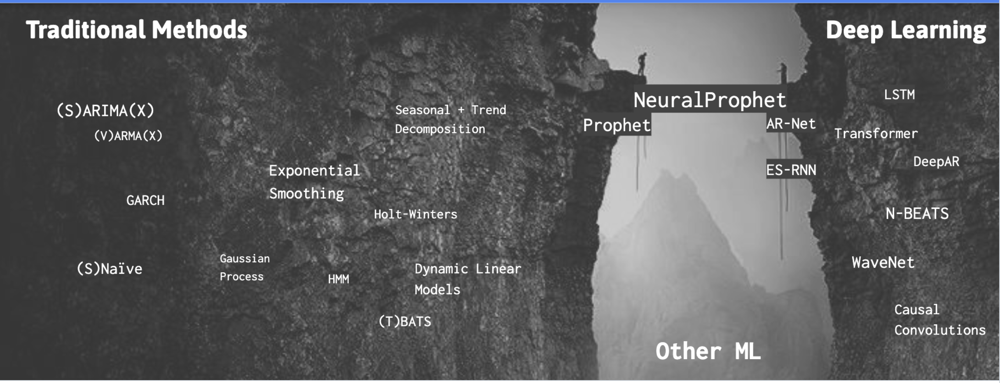 Traditional Methods
Deep Learning
(S)ARIMA(X)
(V)ARMA(X)
GARCH
(S)Naïve
Exponential
Smoothing
Gaussian
Process
HMM
Seasonal + Trend
Decomposition
Holt-Winters
Dynamic Linear
Models
(T)BATS
NeuralProphet
Prophet
AR-Net
ES-RNN
Other ML
LSTM
Transformer
DeepAR
N-BEATS
WaveNet
Causal
Convolutions